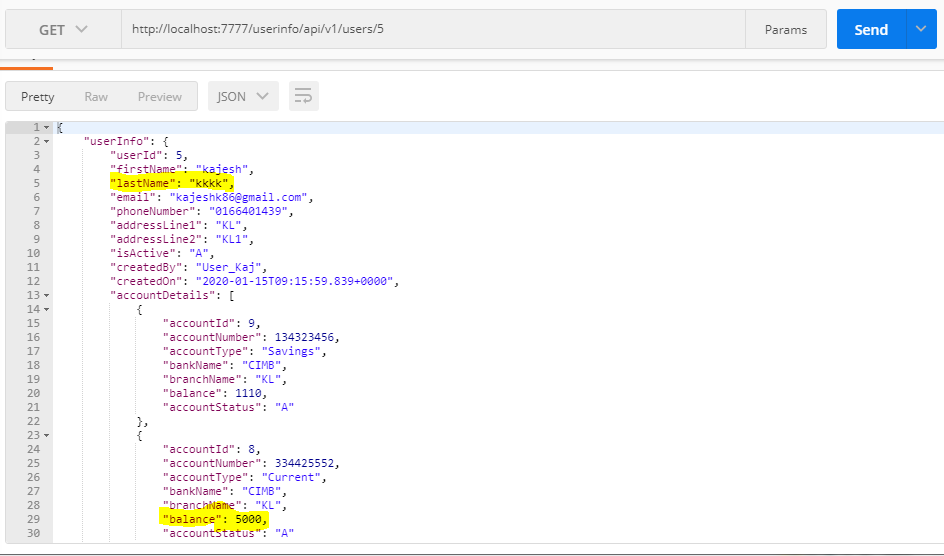 GET http://localhost:7777/userinfo/api/v1/users/5 Params Send
Pretty Raw Preview JSON
1 {
2 "userInfo": {
3 "userId": 5,
4 "firstName": "kajesh",
5 "lastName": "kkkk",
6 "email": "kajeshk86@gmail.com",
7 "phoneNumber": "0166401439",
8 "addressLine1": "KL",
9 "addressLine2": "KL1",
10 "isActive": "A",
11 "createdBy": "User_Kaj",
12 "createdOn": "2020-01-15T09:15:59.839+0000",
13 "accountDetails": [
14 {
15 "accountId": 9,
16 "accountNumber": 134323456,
17 "accountType": "Savings",
18 "bankName": "CIMB",
19 "branchName": "KL",
20 "balance": 1110,
21 "accountStatus": "A"
22 },
23 {
24 "accountId": 8,
25 "accountNumber": 334425552,
26 "accountType": "Current",
27 "bankName": "CIMB",
28 "branchName": "KL",
29 "balance": 5000,
30 "accountStatus": "A"